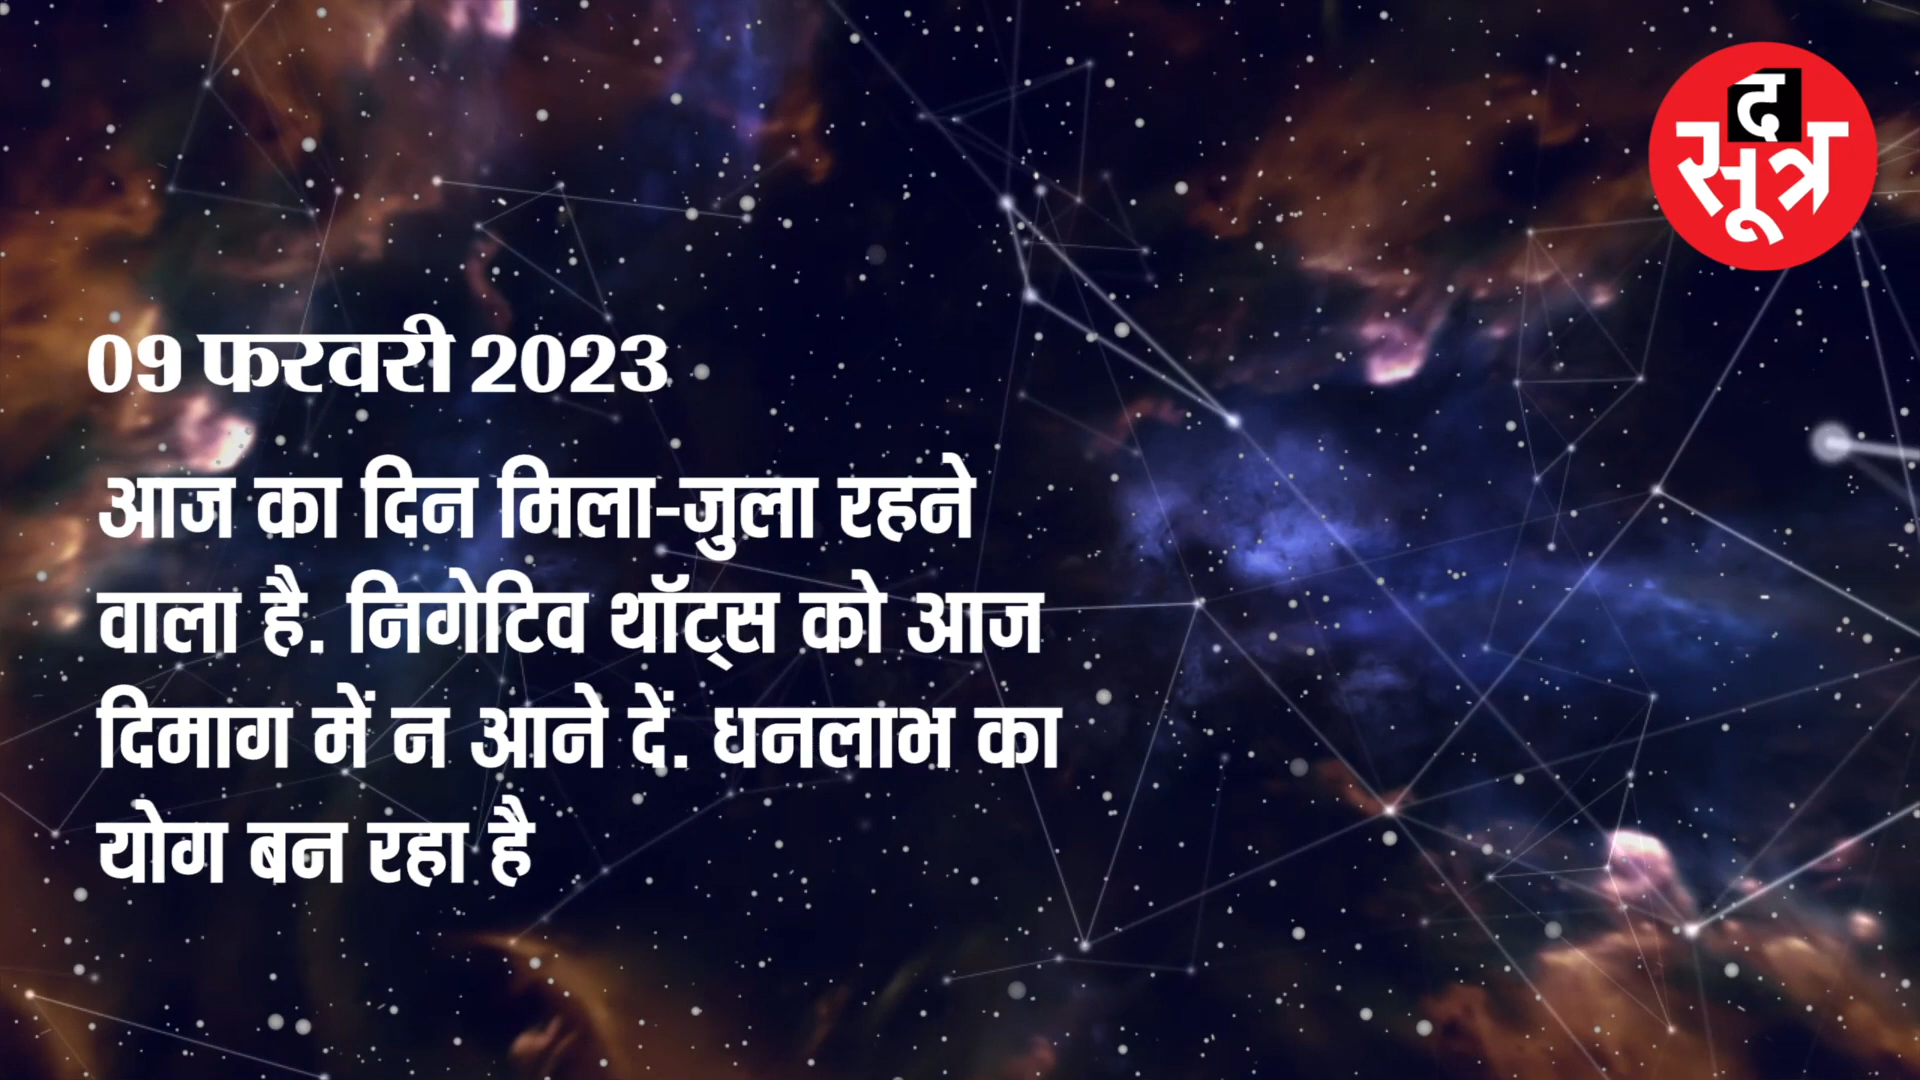 द
सूत्र
09 फरवरी 2023
आज का दिन मिला-जुला रहने
वाला है. निगेटिव थॉट्स को आज
दिमाग में न आने दें. धनलाभ का
योग बन रहा है